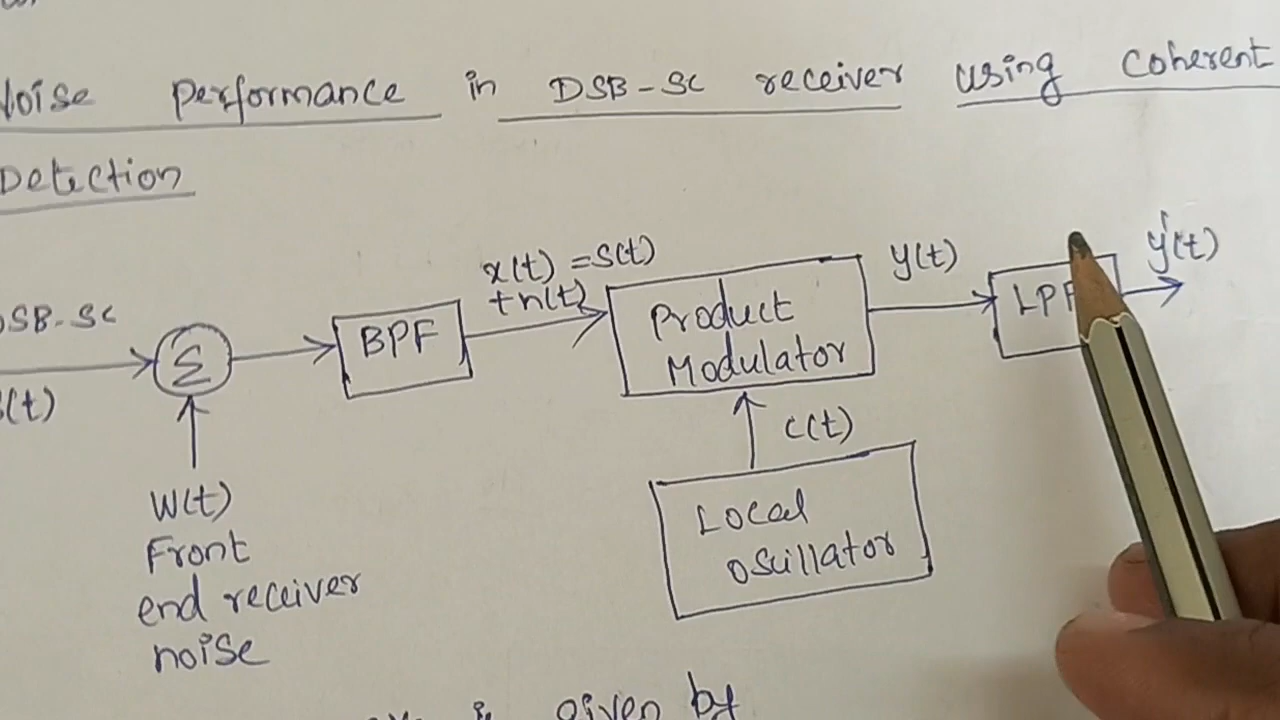 Noise Performance in DSB-SC receiver using Coherent
Detection
DSB-SC
S(t)
Σ
W(t)
Front
end receiver
noise
BPF
x(t) = S(t)
+ n(t)
Product
Modulator
c(t)
Local
oscillator
y(t)
LPF
y'(t)
is given by